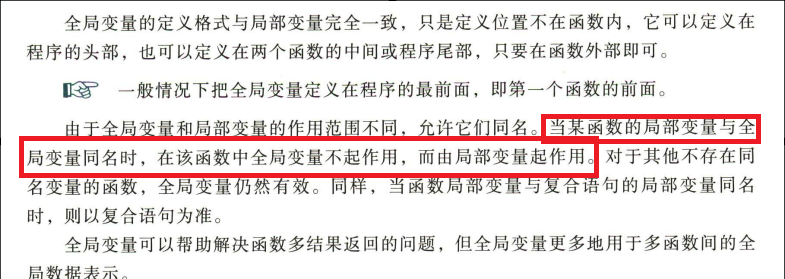 全局变量的定义格式与局部变量完全一致，只是定义位置不在函数内，它可以定义在
程序的头部，也可以定义在两个函数的中间或程序尾部，只要在函数外部即可。
一般情况下把全局变量定义在程序的最前面，即第一个函数的前面。
由于全局变量和局部变量的作用范围不同，允许它们同名。当某函数的局部变量与全
局变量同名时，在该函数中全局变量不起作用，而由局部变量起作用。对于其他不存在同
名变量的函数，全局变量仍然有效。同样，当函数局部变量与复合语句的局部变量同名
时，则以复合语句为准。
全局变量可以帮助解决函数多结果返回的问题，但全局变量更多地用于多函数间的全
局数据表示。